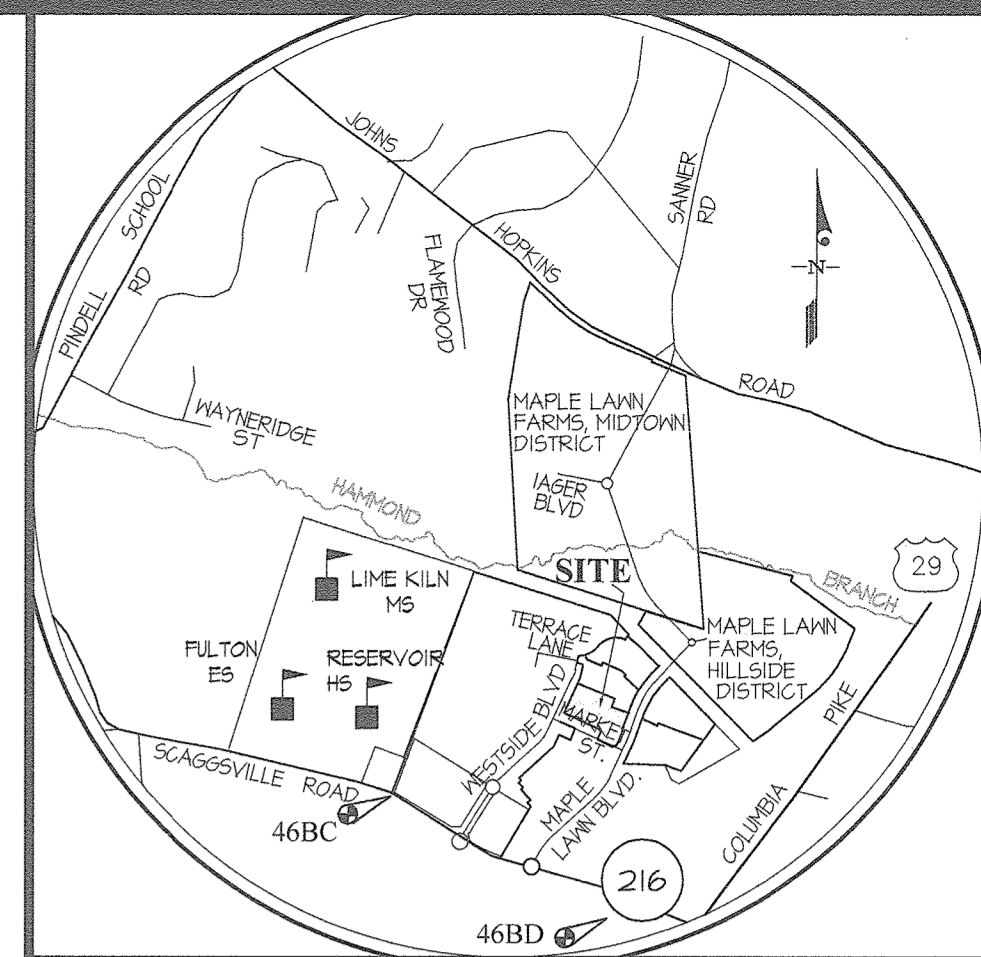 JOHNS
HOPKINS
ROAD
SANNER
RD
PINDELL SCHOOL
RD
FLAMEWOOD
DR
-N-
WAYNERIDGE
ST
MAPLE LAWN
FARMS, MIDTOWN
DISTRICT
IAGER
BLVD
HAMMOND
BRANCH
29
SITE
LIME KILN
MS
TERRACE
LANE
MAPLE LAWN
FARMS,
HILLSIDE
DISTRICT
FULTON
ES
RESERVOIR
HS
WESTSIDE BLVD
MARKET
ST.
MAPLE
LAWN BLVD.
COLUMBIA PIKE
SCAGGSVILLE ROAD
46BC
216
46BD